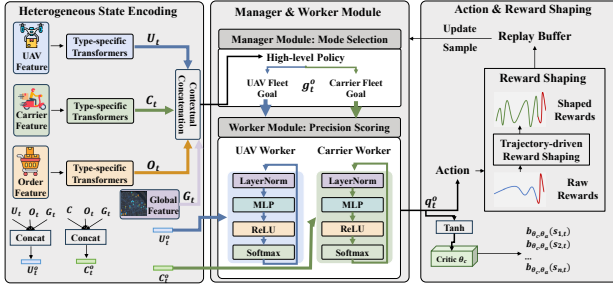 Heterogeneous State Encoding
UAV
Feature
Type-specific
Transformers
U_t
Carrier
Feature
Type-specific
Transformers
C_t
Order
Feature
Type-specific
Transformers
O_t
Contextual
Concatenation
Global
Feature
G_t
U_t O_t G_t
Concat
U_t^o
C O_t G_t
Concat
C_t^o
U_t^o
C_t^o
Manager & Worker Module
Manager Module: Mode Selection
High-level Policy
UAV Fleet
Goal
g_t^o
Carrier Fleet
Goal
Worker Module: Precision Scoring
UAV Worker
LayerNorm
MLP
ReLU
Softmax
Carrier Worker
LayerNorm
MLP
ReLU
Softmax
Action & Reward Shaping
Update
Sample
Replay Buffer
Reward Shaping
Shaped
Rewards
Trajectory-driven
Reward Shaping
Raw
Rewards
Action
q_t^o
Tanh
Critic θ_c
b_{θ_c,θ_a}(s_{1,t})
b_{θ_c,θ_a}(s_{2,t})
...
b_{θ_c,θ_a}(s_{n,t})